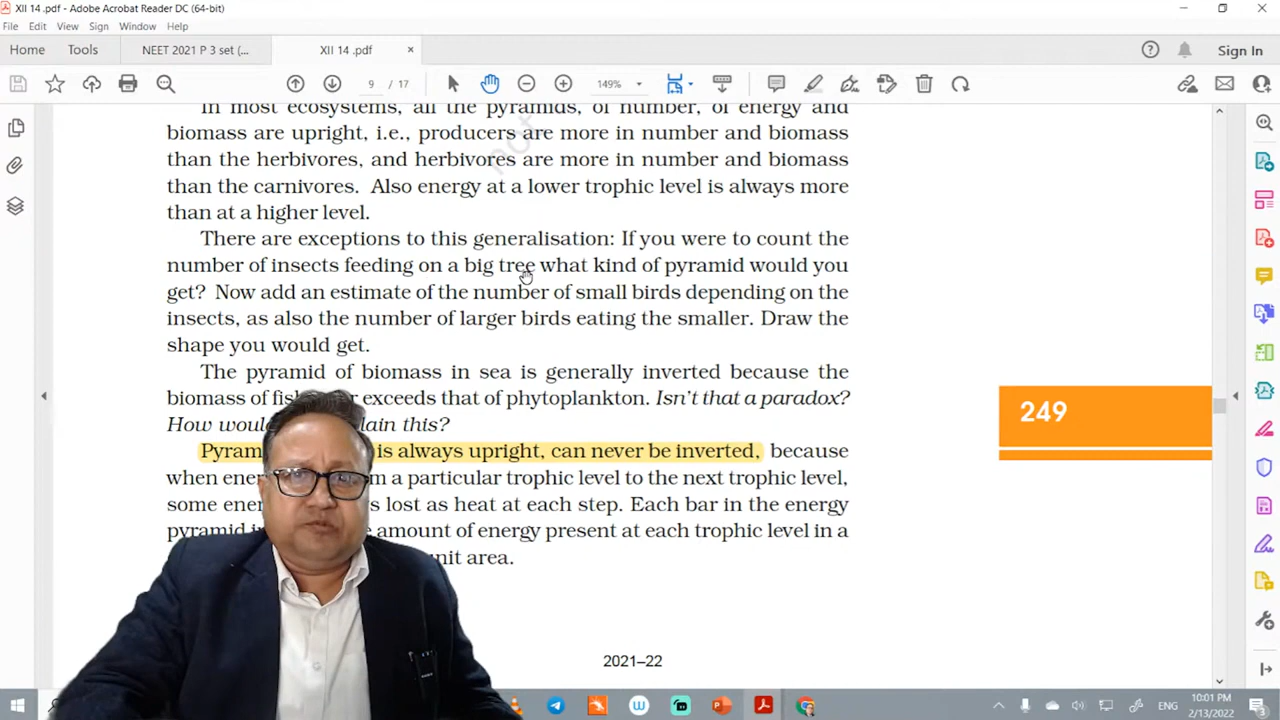 XII 14 .pdf - Adobe Acrobat Reader DC (64-bit)
File Edit View Sign Window Help
Home Tools NEET 2021 P 3 set (... XII 14 .pdf × Sign In
9 / 17 149%
In most ecosystems, all the pyramids, of number, of energy and
biomass are upright, i.e., producers are more in number and biomass
than the herbivores, and herbivores are more in number and biomass
than the carnivores. Also energy at a lower trophic level is always more
than at a higher level.
There are exceptions to this generalisation: If you were to count the
number of insects feeding on a big tree what kind of pyramid would you
get? Now add an estimate of the number of small birds depending on the
insects, as also the number of larger birds eating the smaller. Draw the
shape you would get.
The pyramid of biomass in sea is generally inverted because the
biomass of exceeds that of phytoplankton. Isn't that a paradox?
How this?
is always upright, can never be inverted, because
when a particular trophic level to the next trophic level,
some lost as heat at each step. Each bar in the energy
pyramid amount of energy present at each trophic level in a
area.
249
2021–22
not
ENG
10:01 PM
2/13/2022